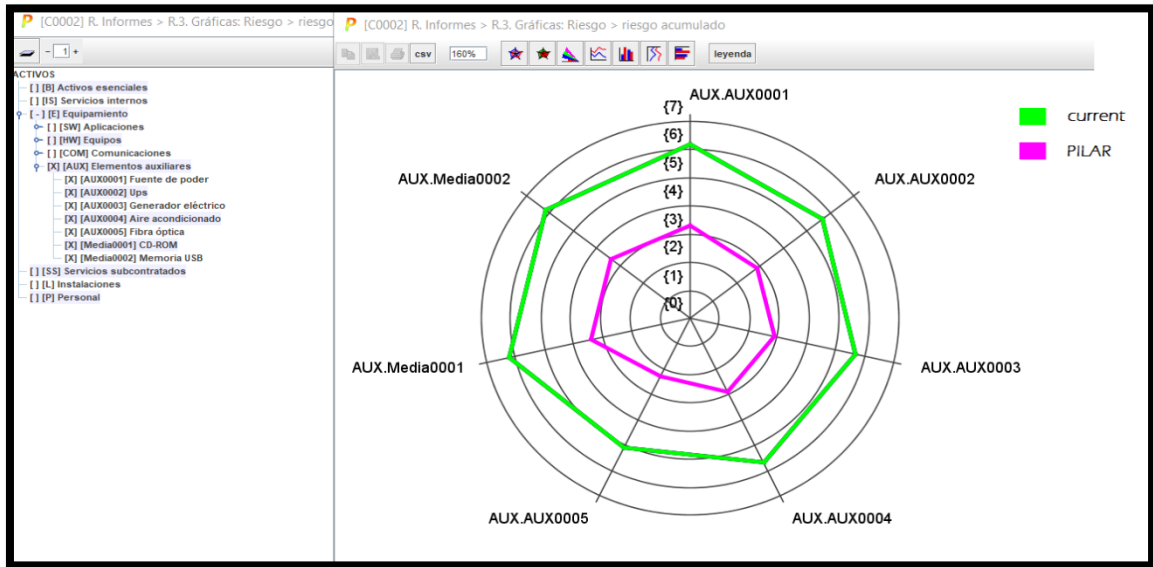 [C0002] R. Informes > R.3. Gráficas: Riesgo > riesgo
- 1 +
ACTIVOS
[ ] [B] Activos esenciales
[ ] [IS] Servicios internos
[ - ] [E] Equipamiento
[ ] [SW] Aplicaciones
[ ] [HW] Equipos
[ ] [COM] Comunicaciones
[X] [AUX] Elementos auxiliares
[X] [AUX0001] Fuente de poder
[X] [AUX0002] Ups
[X] [AUX0003] Generador eléctrico
[X] [AUX0004] Aire acondicionado
[X] [AUX0005] Fibra óptica
[X] [Media0001] CD-ROM
[X] [Media0002] Memoria USB
[ ] [SS] Servicios subcontratados
[ ] [L] Instalaciones
[ ] [P] Personal
[C0002] R. Informes > R.3. Gráficas: Riesgo > riesgo acumulado
csv 160% leyenda
AUX.AUX0001
{7}
{6}
{5}
{4}
{3}
{2}
{1}
{0}
AUX.Media0002
AUX.AUX0002
AUX.Media0001
AUX.AUX0003
AUX.AUX0005
AUX.AUX0004
current
PILAR